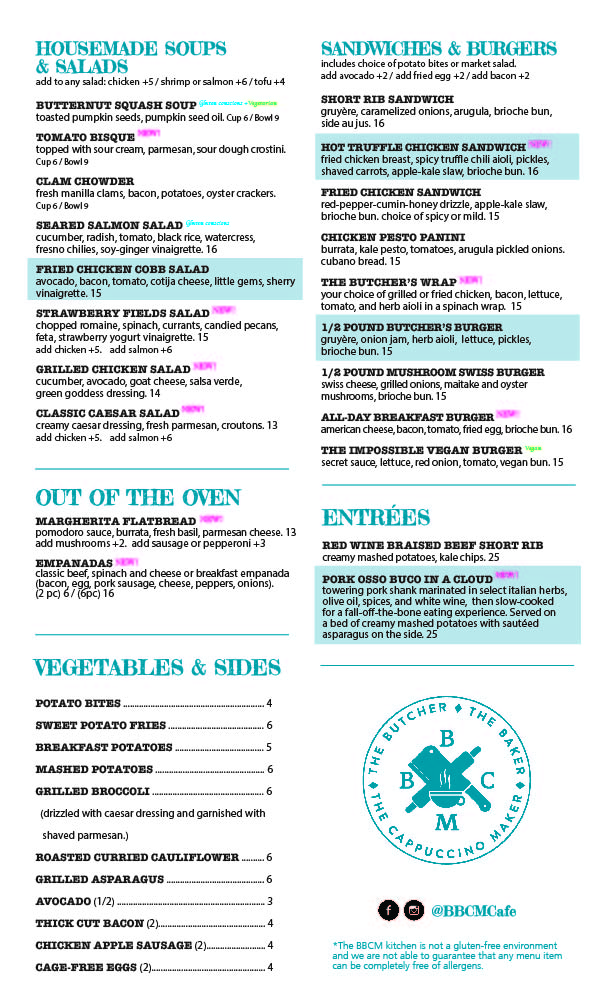 HOUSEMADE SOUPS
& SALADS
add to any salad: chicken +5 / shrimp or salmon +6 / tofu +4
BUTTERNUT SQUASH SOUP Gluten conscious + Vegetarian
toasted pumpkin seeds, pumpkin seed oil. Cup 6 / Bowl 9
TOMATO BISQUE NEW!
topped with sour cream, parmesan, sour dough crostini.
Cup 6 / Bowl 9
CLAM CHOWDER
fresh manilla clams, bacon, potatoes, oyster crackers.
Cup 6 / Bowl 9
SEARED SALMON SALAD Gluten conscious
cucumber, radish, tomato, black rice, watercress,
fresno chilies, soy-ginger vinaigrette. 16
FRIED CHICKEN COBB SALAD
avocado, bacon, tomato, cotija cheese, little gems, sherry
vinaigrette. 15
STRAWBERRY FIELDS SALAD NEW!
chopped romaine, spinach, currants, candied pecans,
feta, strawberry yogurt vinaigrette. 15
add chicken +5. add salmon +6
GRILLED CHICKEN SALAD NEW!
cucumber, avocado, goat cheese, salsa verde,
green goddess dressing. 14
CLASSIC CAESAR SALAD NEW!
creamy caesar dressing, fresh parmesan, croutons. 13
add chicken +5. add salmon +6
OUT OF THE OVEN
MARGHERITA FLATBREAD NEW!
pomodoro sauce, burrata, fresh basil, parmesan cheese. 13
add mushrooms +2. add sausage or pepperoni +3
EMPANADAS NEW!
classic beef, spinach and cheese or breakfast empanada
(bacon, egg, pork sausage, cheese, peppers, onions).
(2 pc) 6 / (6pc) 16
VEGETABLES & SIDES
POTATO BITES ........ 4
SWEET POTATO FRIES ........ 6
BREAKFAST POTATOES ........ 5
MASHED POTATOES ........ 6
GRILLED BROCCOLI ........ 6
(drizzled with caesar dressing and garnished with
shaved parmesan.)
ROASTED CURRIED CAULIFLOWER ........ 6
GRILLED ASPARAGUS ........ 6
AVOCADO (1/2) ........ 3
THICK CUT BACON (2)........ 4
CHICKEN APPLE SAUSAGE (2)........ 4
CAGE-FREE EGGS (2)........ 4
SANDWICHES & BURGERS
includes choice of potato bites or market salad.
add avocado +2 / add fried egg +2 / add bacon +2
SHORT RIB SANDWICH
gruyère, caramelized onions, arugula, brioche bun,
side au jus. 16
HOT TRUFFLE CHICKEN SANDWICH NEW!
fried chicken breast, spicy truffle chili aioli, pickles,
shaved carrots, apple-kale slaw, brioche bun. 16
FRIED CHICKEN SANDWICH
red-pepper-cumin-honey drizzle, apple-kale slaw,
brioche bun. choice of spicy or mild. 15
CHICKEN PESTO PANINI
burrata, kale pesto, tomatoes, arugula pickled onions.
cubano bread. 15
THE BUTCHER'S WRAP NEW!
your choice of grilled or fried chicken, bacon, lettuce,
tomato, and herb aioli in a spinach wrap. 15
1/2 POUND BUTCHER'S BURGER
gruyère, onion jam, herb aioli, lettuce, pickles,
brioche bun. 15
1/2 POUND MUSHROOM SWISS BURGER
swiss cheese, grilled onions, maitake and oyster
mushrooms, brioche bun. 15
ALL-DAY BREAKFAST BURGER NEW!
american cheese, bacon, tomato, fried egg, brioche bun. 16
THE IMPOSSIBLE VEGAN BURGER Vegan
secret sauce, lettuce, red onion, tomato, vegan bun. 15
ENTRÉES
RED WINE BRAISED BEEF SHORT RIB
creamy mashed potatoes, kale chips. 25
PORK OSSO BUCO IN A CLOUD NEW!
towering pork shank marinated in select italian herbs,
olive oil, spices, and white wine, then slow-cooked
for a fall-off-the-bone eating experience. Served on
a bed of creamy mashed potatoes with sautéed
asparagus on the side. 25
THE BUTCHER ♦ THE BAKER
♦ THE CAPPUCCINO MAKER ♦
B
B C
M
@BBCMCafe
*The BBCM kitchen is not a gluten-free environment
and we are not able to guarantee that any menu item
can be completely free of allergens.